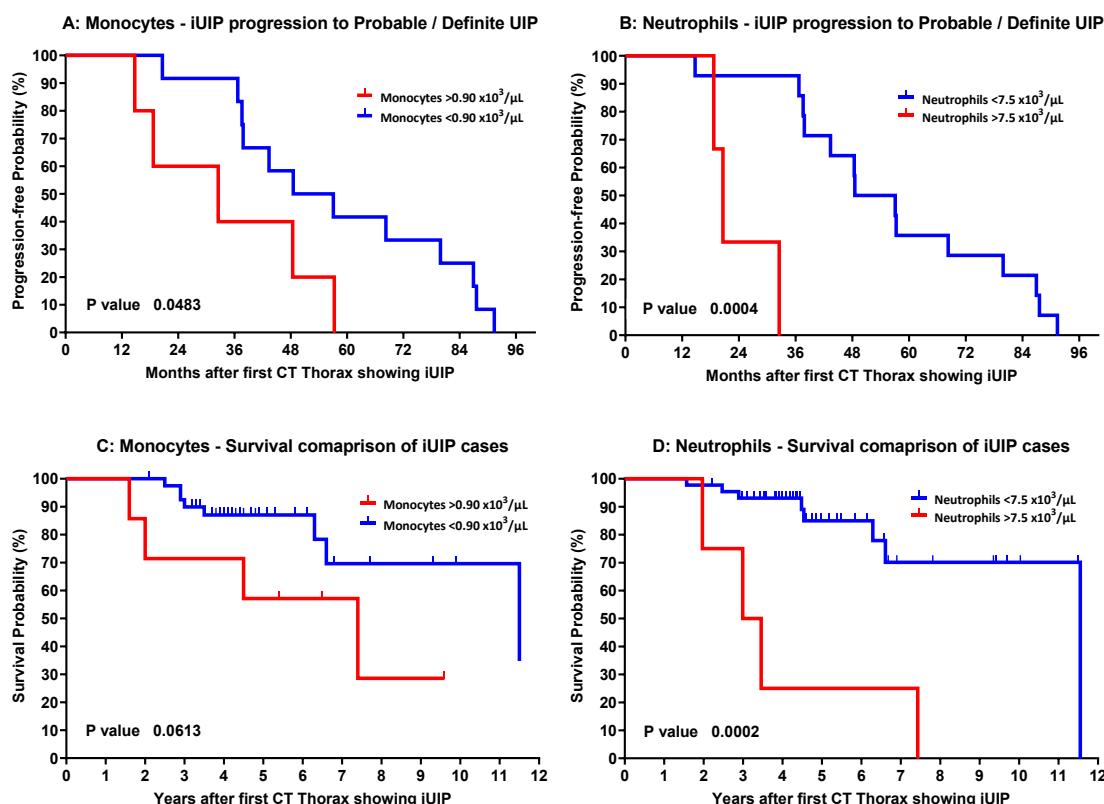 A: Monocytes - iUIP progression to Probable / Definite UIP
Progression-free Probability (%)
100
90
80
70
60
50
40
30
20
10
0
Monocytes >0.90 x10³/µL
Monocytes <0.90 x10³/µL
P value 0.0483
0 12 24 36 48 60 72 84 96
Months after first CT Thorax showing iUIP
B: Neutrophils - iUIP progression to Probable / Definite UIP
Progression-free Probability (%)
100
90
80
70
60
50
40
30
20
10
0
Neutrophils <7.5 x10³/µL
Neutrophils >7.5 x10³/µL
P value 0.0004
0 12 24 36 48 60 72 84 96
Months after first CT Thorax showing iUIP
C: Monocytes - Survival comaprison of iUIP cases
Survival Probability (%)
100
90
80
70
60
50
40
30
20
10
0
Monocytes >0.90 x10³/µL
Monocytes <0.90 x10³/µL
P value 0.0613
0 1 2 3 4 5 6 7 8 9 10 11 12
Years after first CT Thorax showing iUIP
D: Neutrophils - Survival comaprison of iUIP cases
Survival Probability (%)
100
90
80
70
60
50
40
30
20
10
0
Neutrophils <7.5 x10³/µL
Neutrophils >7.5 x10³/µL
P value 0.0002
0 1 2 3 4 5 6 7 8 9 10 11 12
Years after first CT Thorax showing iUIP